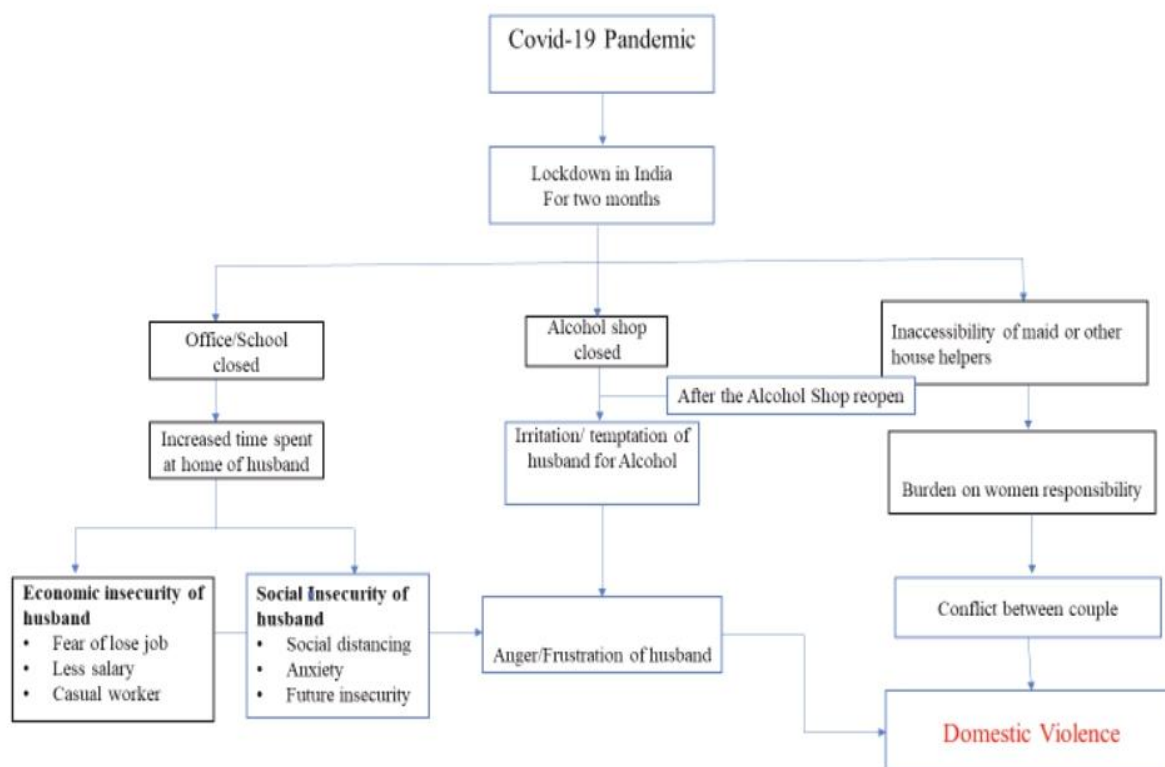 Covid-19 Pandemic
Lockdown in India
For two months
Office/School
closed
Alcohol shop
closed
Inaccessibility of maid or other
house helpers
After the Alcohol Shop reopen
Increased time spent
at home of husband
Irritation/ temptation of
husband for Alcohol
Burden on women responsibility
Economic insecurity of
husband
• Fear of lose job
• Less salary
• Casual worker
Social Insecurity of
husband
• Social distancing
• Anxiety
• Future insecurity
Anger/Frustration of husband
Conflict between couple
Domestic Violence